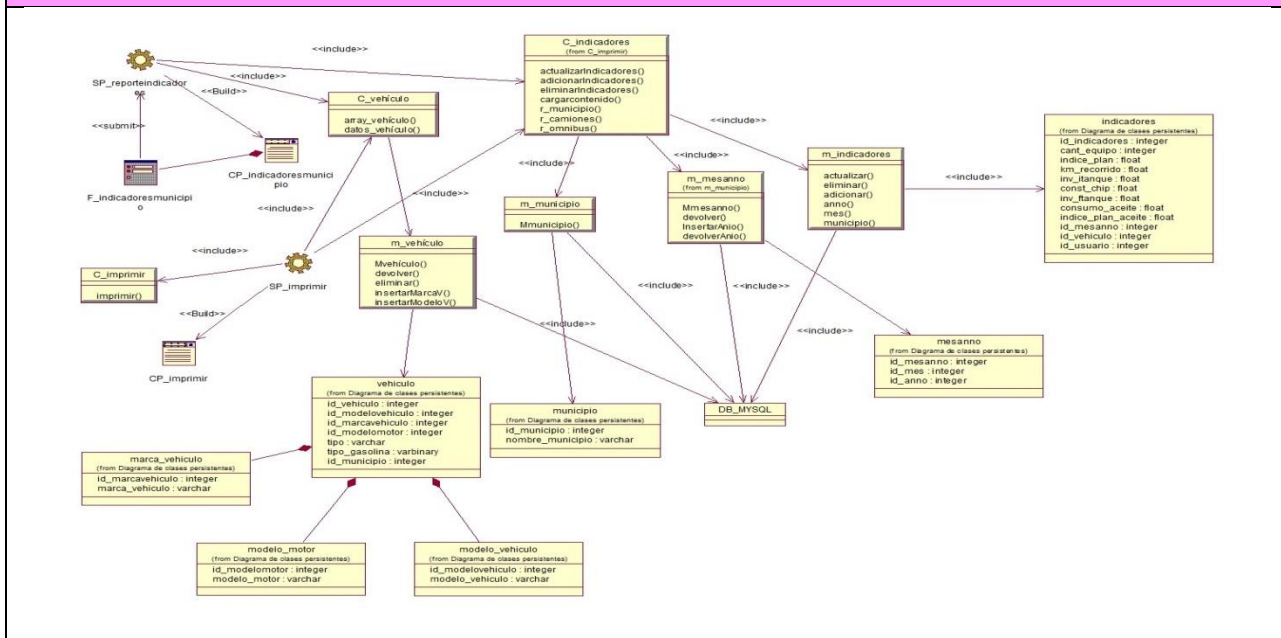 C_indicadores
(from C_imprimir)
actualizarIndicadores()
adicionarIndicadores()
eliminarIndicadores()
cargarcontenido()
r_municipio()
r_camiones()
r_omnibus()
<<include>>
SP_reporteindicador
es
<<include>>
<<Build>>
<<submit>>
C_vehículo
array_vehículo()
datos_vehículo()
CP_indicadoresmunici
pio
F_indicadoresmunicipi
o
<<include>>
<<include>>
indicadores
(from Diagrama de clases persistentes)
id_indicadores : integer
cant_equipo : integer
indice_plan : float
km_recorrido : float
inv_itanque : float
const_chip : float
inv_ftanque : float
consumo_aceite : float
indice_plan_aceite : float
id_mesanno : integer
id_vehiculo : integer
id_usuario : integer
m_indicadores
actualizar()
eliminar()
adicionar()
anno()
mes()
municipio()
<<include>>
<<include>>
<<include>>
m_mesanno
(from m_municipio)
Mmesanno()
devolver()
InsertarAnio()
devolverAnio()
m_municipio
Mmunicipio()
m_vehículo
Mvehículo()
devolver()
eliminar()
insertarMarcaV()
insertarModeloV()
<<include>>
C_imprimir
imprimir()
SP_imprimir
<<Build>>
CP_imprimir
<<include>>
<<include>>
<<include>>
mesanno
(from Diagrama de clases persistentes)
id_mesanno : integer
id_mes : integer
id_anno : integer
vehiculo
(from Diagrama de clases persistentes)
id_vehiculo : integer
id_modelovehiculo : integer
id_marcavehiculo : integer
id_modelomotor : integer
tipo : varchar
tipo_gasolina : varbinary
id_municipio : integer
municipio
(from Diagrama de clases persistentes)
id_municipio : integer
nombre_municipio : varchar
DB_MYSQL
marca_vehiculo
(from Diagrama de clases persistentes)
id_marcavehiculo : integer
marca_vehiculo : varchar
modelo_motor
(from Diagrama de clases persistentes)
id_modelomotor : integer
modelo_motor : varchar
modelo_vehiculo
(from Diagrama de clases persistentes)
id_modelovehiculo : integer
modelo_vehiculo : varchar